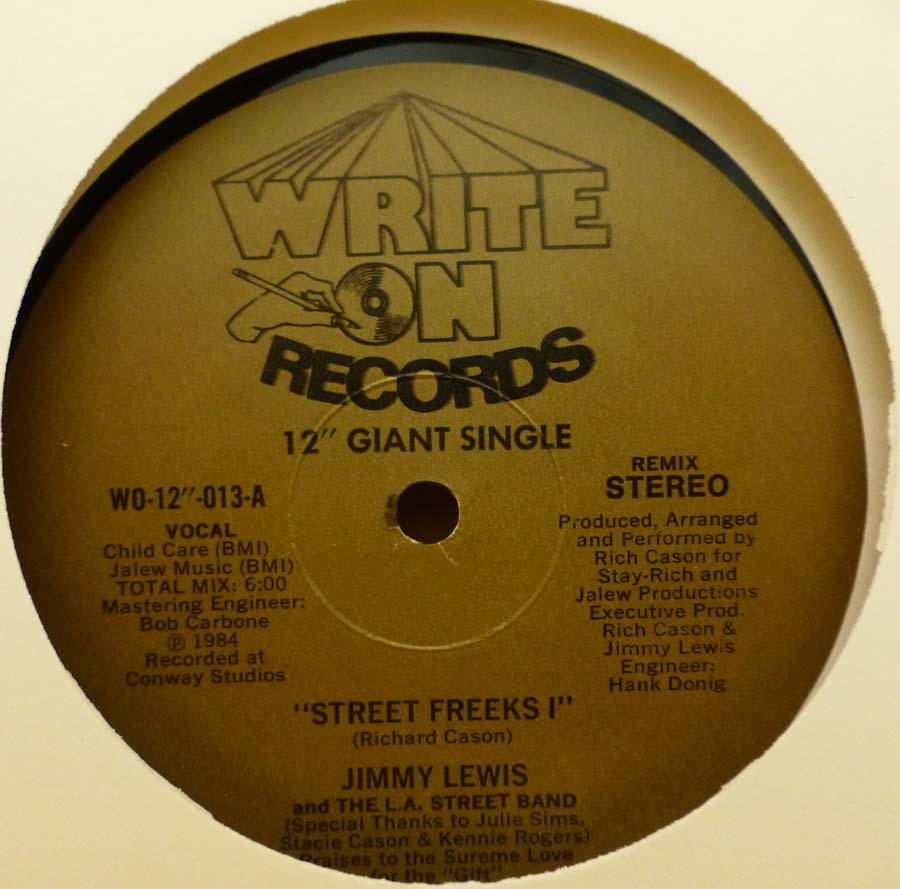 WRITE
ON
RECORDS
12" GIANT SINGLE
WO-12"-013-A
VOCAL
Child Care (BMI)
Jalew Music (BMI)
TOTAL MIX: 6:00
Mastering Engineer:
Bob Carbone
℗ 1984
Recorded at
Conway Studios
REMIX
STEREO
Produced, Arranged
and Performed by
Rich Cason for
Stay-Rich and
Jalew Productions
Executive Prod.
Rich Cason &
Jimmy Lewis
Engineer:
Hank Donig
"STREET FREEKS I"
(Richard Cason)
JIMMY LEWIS
and THE L.A. STREET BAND
(Special Thanks to Julie Sims,
Stacie Cason & Kennie Rogers)
Praises to the Sureme Love
for the "Gift"